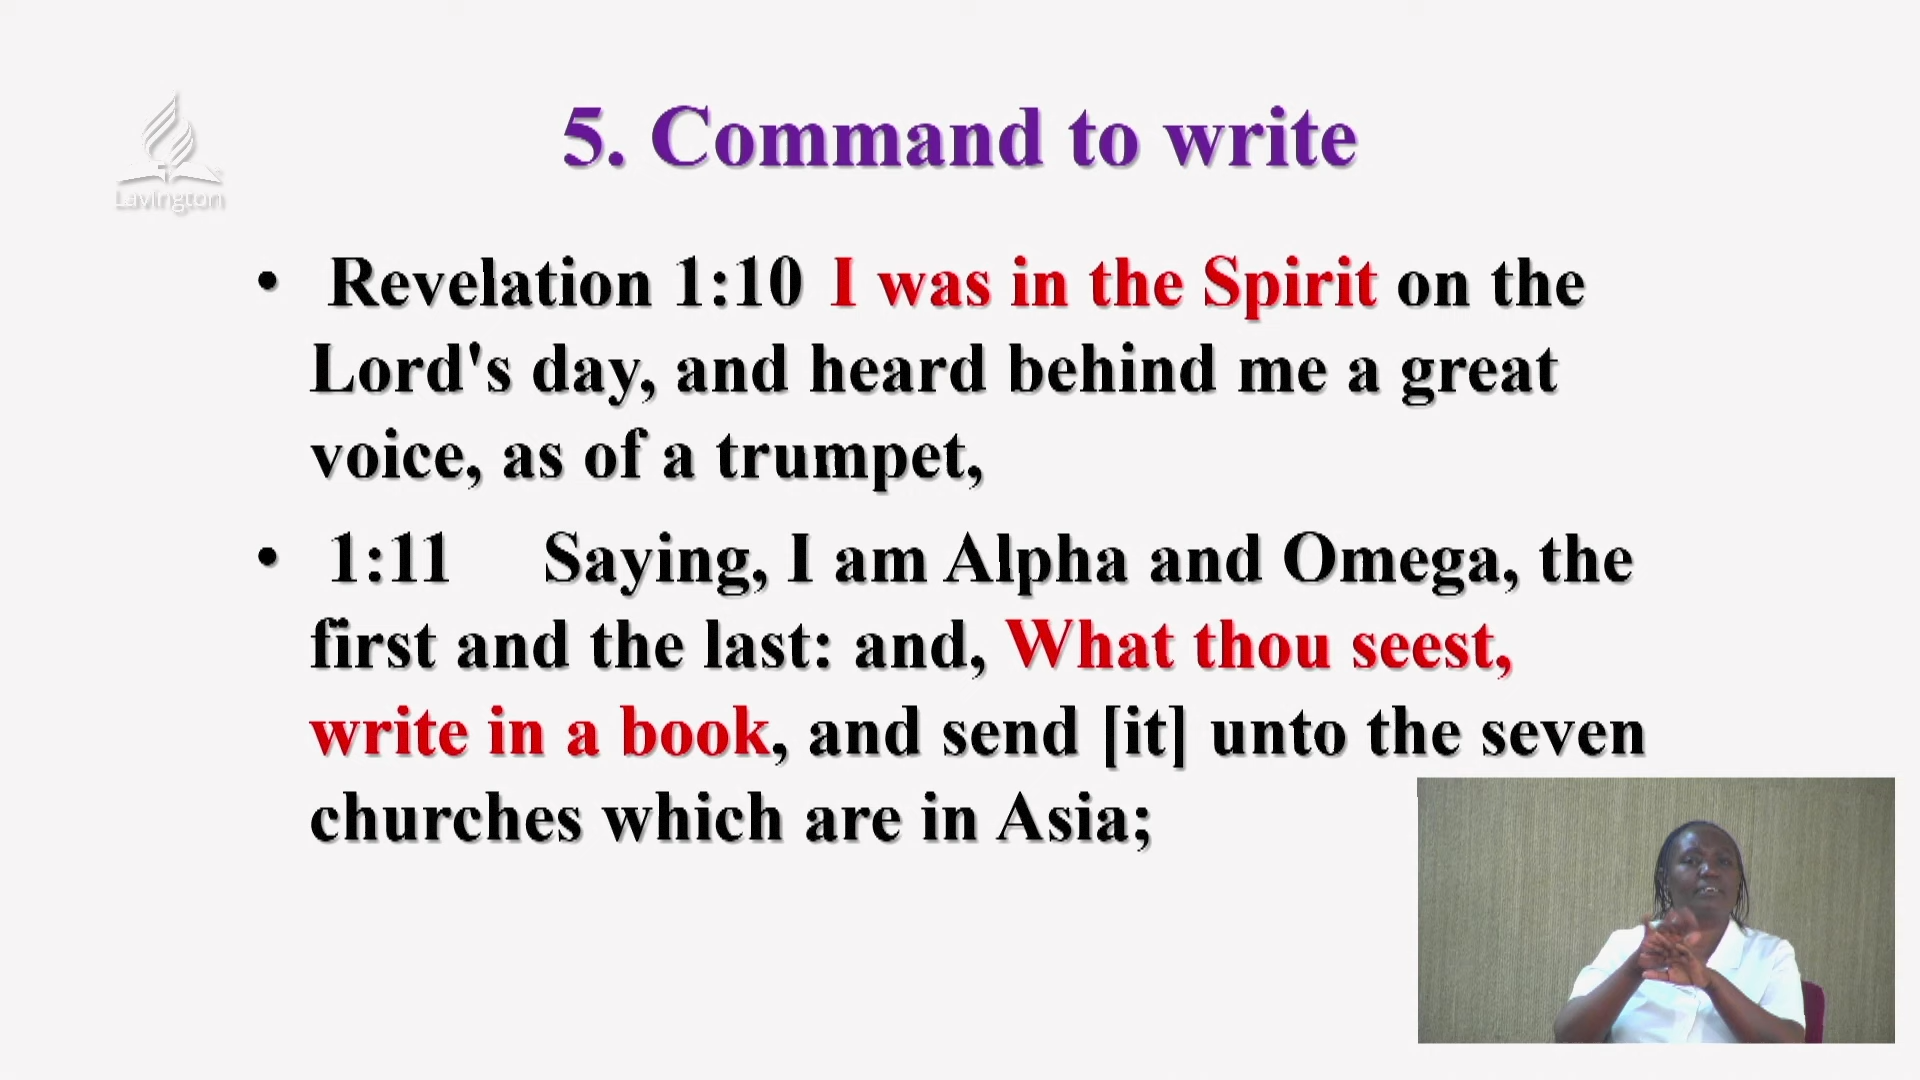 5. Command to write
Lavington
• Revelation 1:10 I was in the Spirit on the
Lord's day, and heard behind me a great
voice, as of a trumpet,
• 1:11 Saying, I am Alpha and Omega, the
first and the last: and, What thou seest,
write in a book, and send [it] unto the seven
churches which are in Asia;